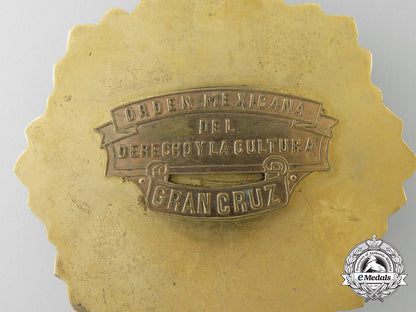 ORDEN MEXICANA
DEL
DERECHO Y LA CULTURA
GRAN CRUZ
eMedals